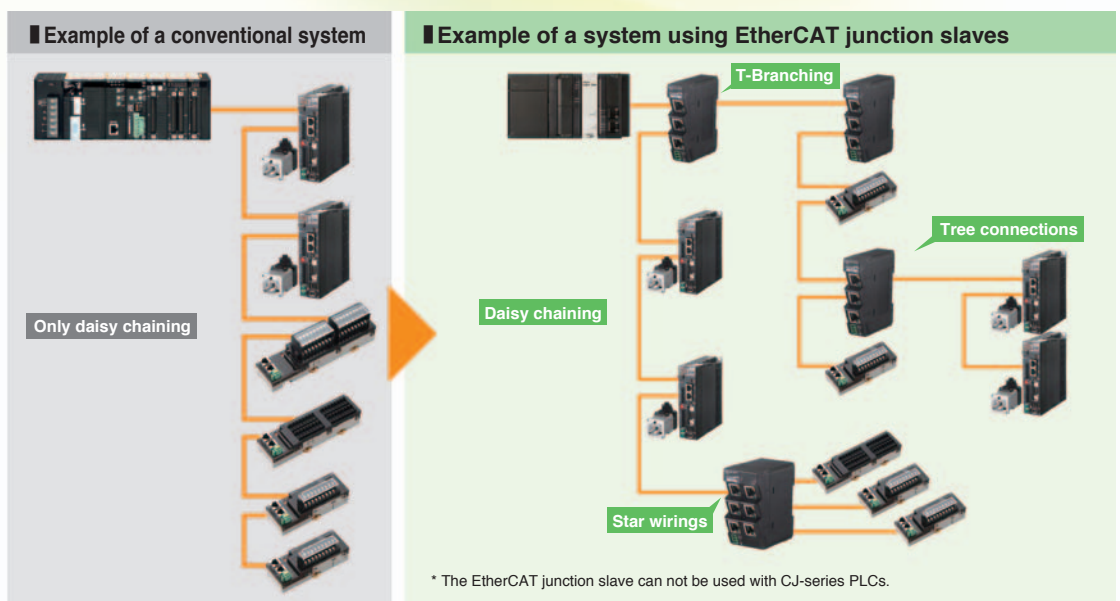 Example of a conventional system
Only daisy chaining
Example of a system using EtherCAT junction slaves
T-Branching
Tree connections
Daisy chaining
Star wirings
* The EtherCAT junction slave can not be used with CJ-series PLCs.